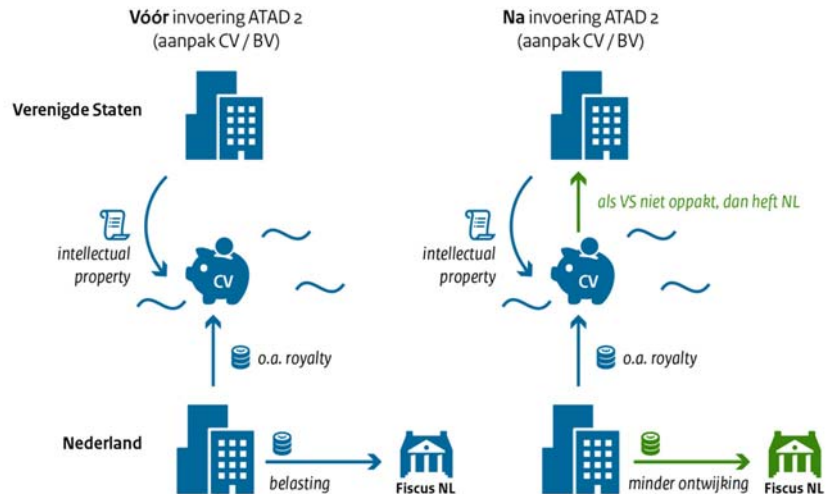 Vóór invoering ATAD 2
(aanpak CV / BV)
Verenigde Staten
intellectual
property
CV
o.a. royalty
Nederland
belasting
Fiscus NL
Na invoering ATAD 2
(aanpak CV / BV)
als VS niet oppakt, dan heft NL
intellectual
property
CV
o.a. royalty
minder ontwijking
Fiscus NL